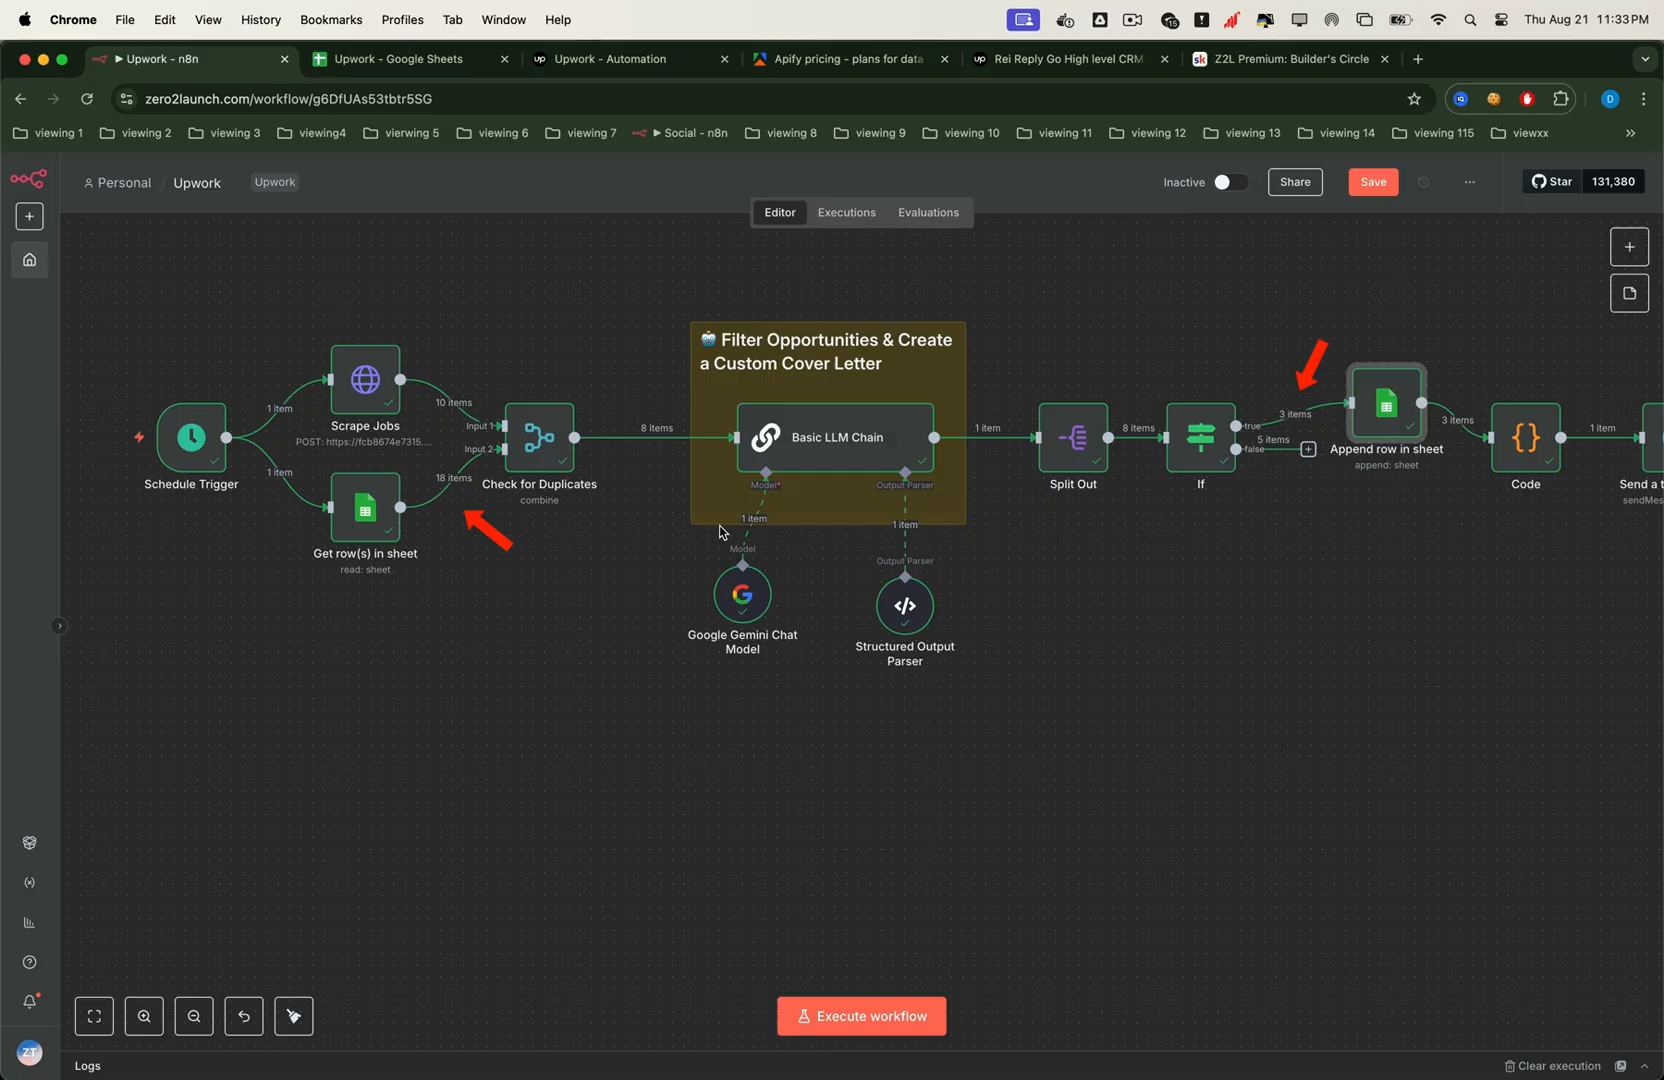 Chrome File Edit View History Bookmarks Profiles Tab Window Help
15
Thu Aug 21 11:33 PM
▶ Upwork - n8n
Upwork - Google Sheets
Upwork - Automation
Apify pricing - plans for data
Rei Reply Go High level CRM
Z2L Premium: Builder's Circle
zero2launch.com/workflow/g6DfUAs53tbtr5SG
D
viewing 1
viewing 2
viewing 3
viewing4
vierwing 5
viewing 6
viewing 7
▶ Social - n8n
viewing 8
viewing 9
viewing 10
viewing 11
viewing 12
viewing 13
viewing 14
viewing 115
viewxx
Personal / Upwork
Upwork
Inactive
Share
Save
Star
131,380
Editor
Executions
Evaluations
Filter Opportunities & Create
a Custom Cover Letter
Schedule Trigger
1 item
1 item
Scrape Jobs
POST: https://fcb8674e7315....
Get row(s) in sheet
read: sheet
10 items
18 items
Input 1
Input 2
Check for Duplicates
combine
8 items
Basic LLM Chain
Model*
Output Parser
1 item
1 item
Model
Output Parser
Google Gemini Chat
Model
Structured Output
Parser
1 item
Split Out
8 items
If
true
false
3 items
5 items
Append row in sheet
append: sheet
3 items
Code
1 item
Send a t
sendMes
Execute workflow
ZT
Logs
Clear execution